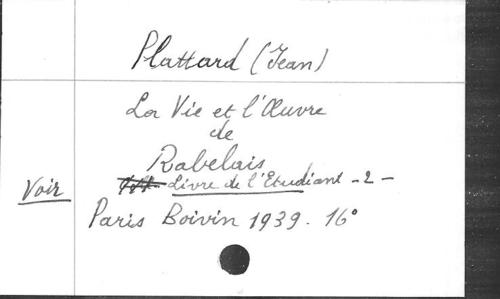 Plattard (Jean)
La Vie et l'Œuvre
de
Rabelais
Voir Livre de l'Etudiant - 2 -
Paris Boivin 1939. 16°